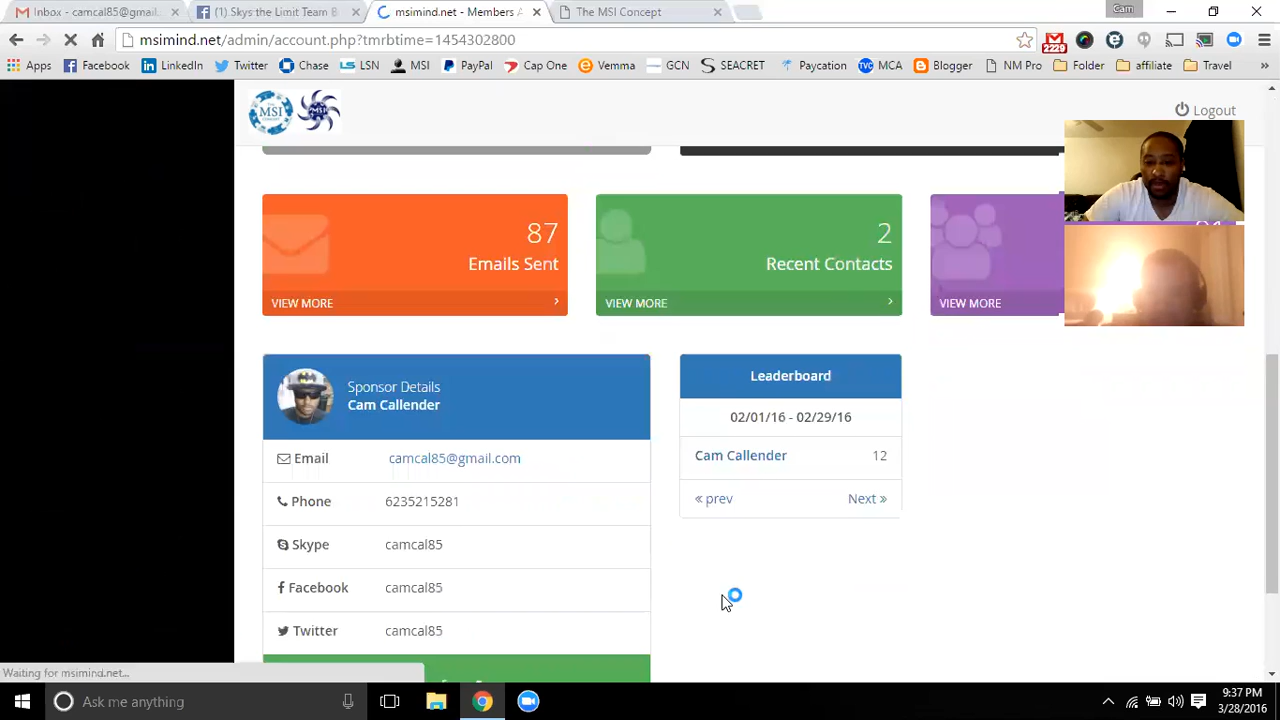 Inbox - camcal85@gmail. × (1) Skys the Limit Team B × msimind.net - Members A × The MSI Concept × Cam
msimind.net/admin/account.php?tmrbtime=1454302800 2229
Apps Facebook LinkedIn Twitter Chase LSN MSI PayPal Cap One Vemma GCN SEACRET Paycation MCA Blogger NM Pro Folder affiliate Travel »
MSI MSI Logout
87 2
Emails Sent Recent Contacts
VIEW MORE › VIEW MORE › VIEW MORE
Sponsor Details
Cam Callender
Leaderboard
02/01/16 - 02/29/16
Cam Callender 12
« prev Next »
Email camcal85@gmail.com
Phone 6235215281
Skype camcal85
Facebook camcal85
Twitter camcal85
Waiting for msimind.net...
Ask me anything
9:37 PM
3/28/2016